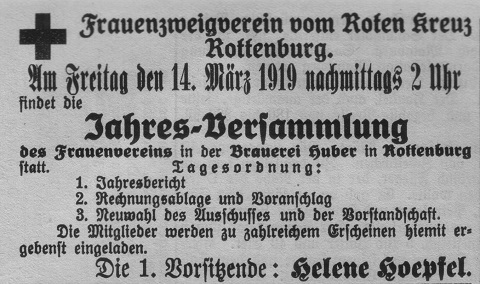 Frauenzweigverein vom Roten Kreuz
Rottenburg.
Am Freitag den 14. März 1919 nachmittags 2 Uhr
findet die
Jahres-Versammlung
des Frauenvereins in der Brauerei Huber in Rottenburg
statt. Tagesordnung:
1. Jahresbericht
2. Rechnungsablage und Voranschlag
3. Neuwahl des Ausschusses und der Vorstandschaft.
Die Mitglieder werden zu zahlreichem Erscheinen hiemit er-
gebenst eingeladen.
Die 1. Vorsitzende: Helene Hoepfel.